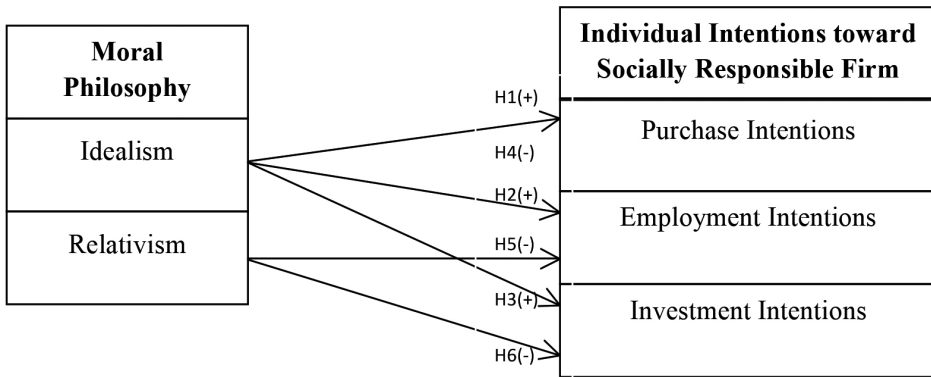 Moral
Philosophy
Idealism
Relativism
H1(+)
H4(-)
H2(+)
H5(-)
H3(+)
H6(-)
Individual Intentions toward
Socially Responsible Firm
Purchase Intentions
Employment Intentions
Investment Intentions